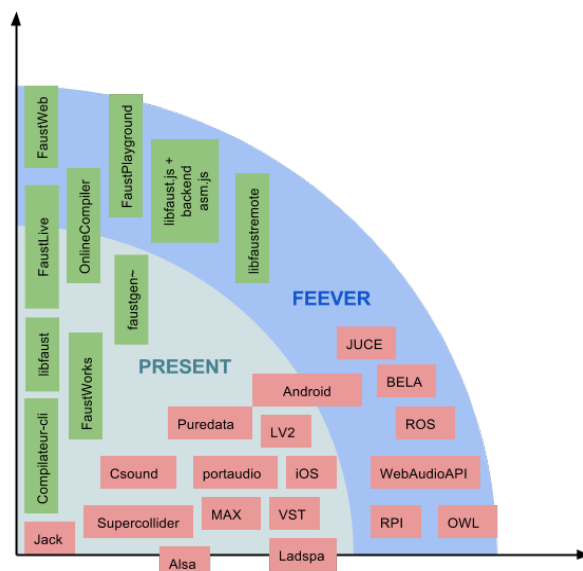 FaustWeb
FaustPlayground
libfaust.js +
backend
asm.js
OnlineCompiler
libfaustremote
FaustLive
faustgen~
FEEVER
libfaust
FaustWorks
JUCE
PRESENT
BELA
Android
Compilateur-cli
Puredata
LV2
ROS
Csound
portaudio
iOS
WebAudioAPI
Supercollider
MAX
VST
RPI
OWL
Jack
Alsa
Ladspa